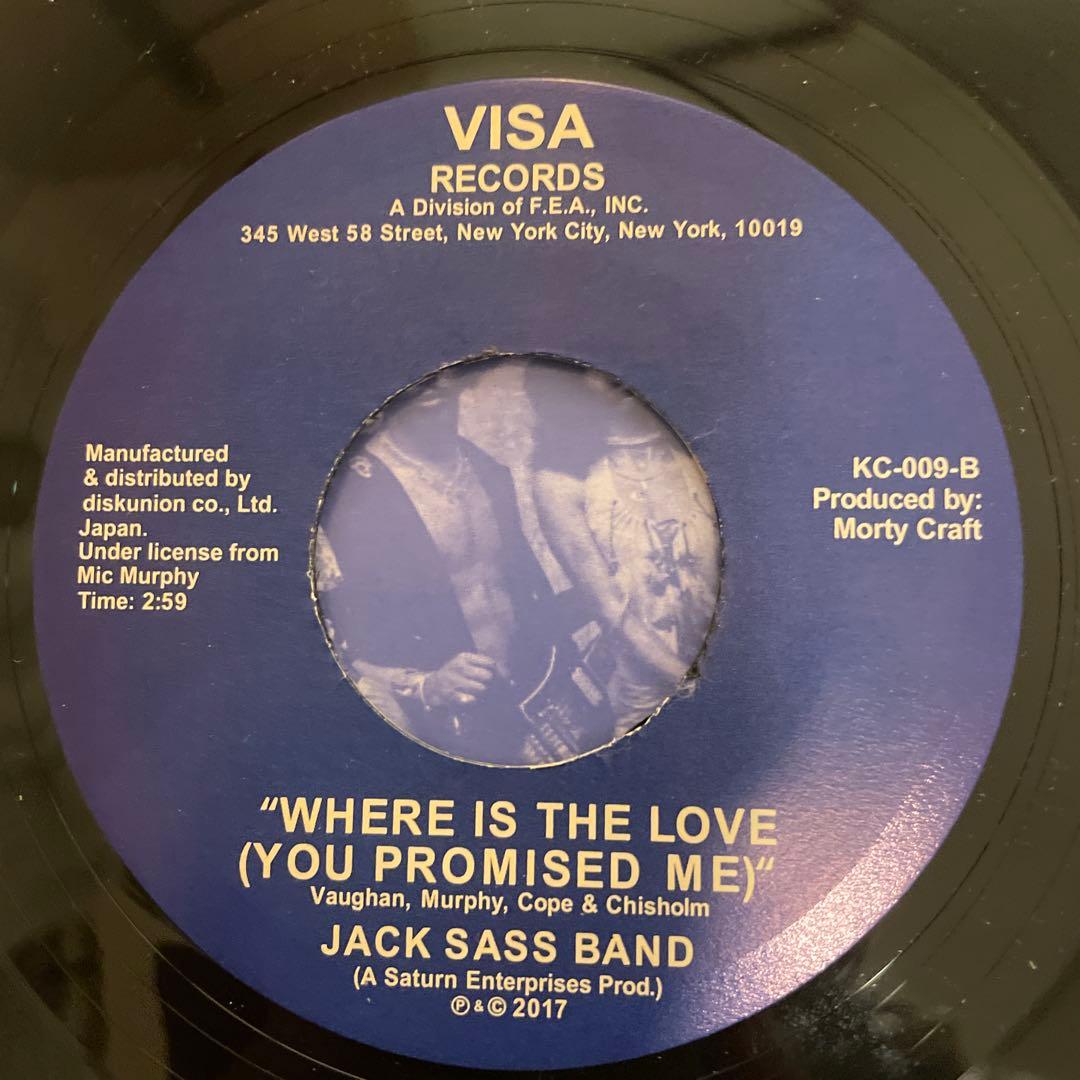 VISA
RECORDS
A Division of F.E.A., INC.
345 West 58 Street, New York City, New York, 10019
Manufactured
& distributed by
diskunion co., Ltd.
Japan.
Under license from
Mic Murphy
Time: 2:59
KC-009-B
Produced by:
Morty Craft
“WHERE IS THE LOVE
(YOU PROMISED ME)“
Vaughan, Murphy, Cope & Chisholm
JACK SASS BAND
(A Saturn Enterprises Prod.)
℗ & © 2017